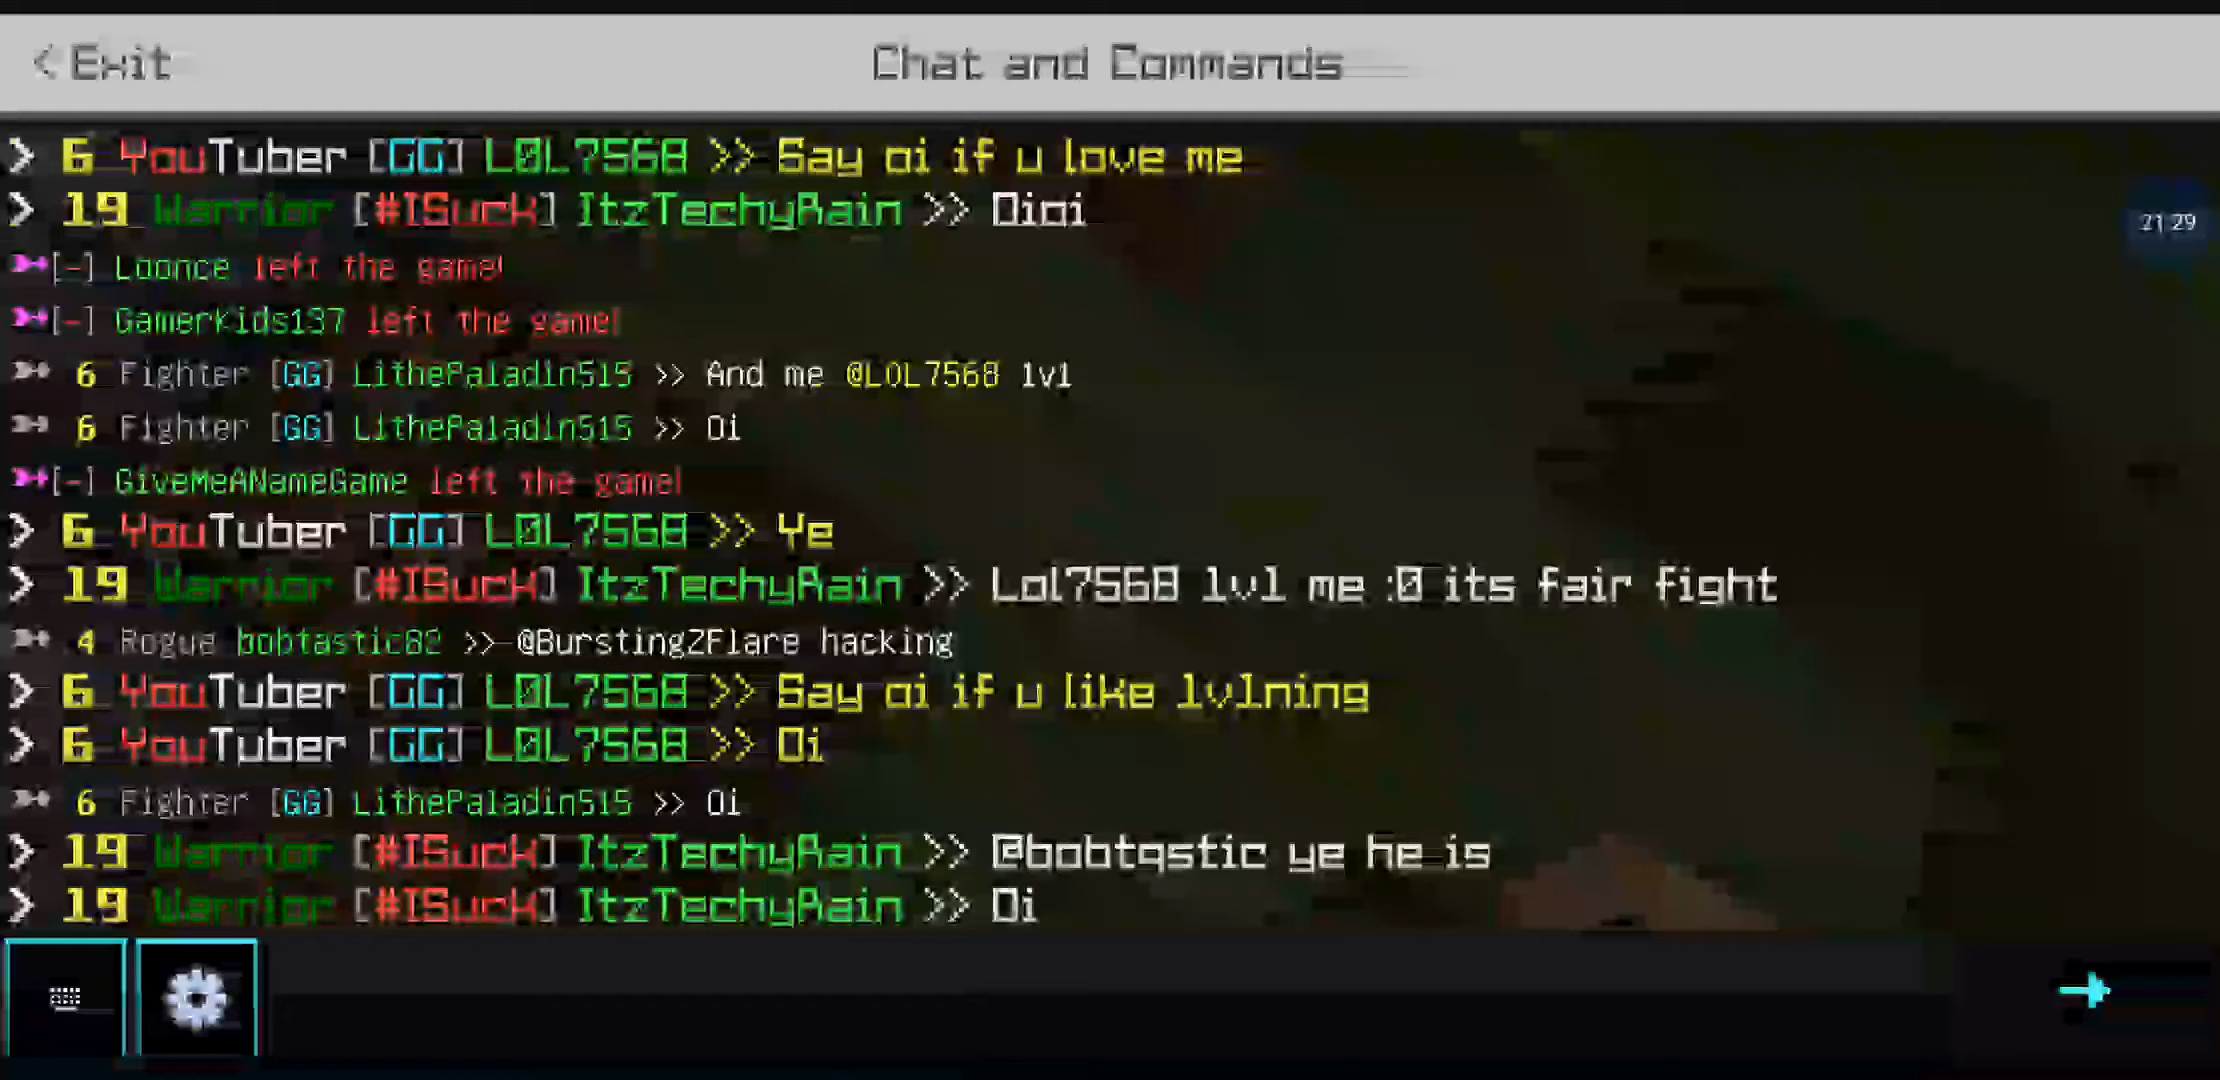 < Exit
Chat and Commands
> 6 YouTuber [GG] L0L7568 >> Say oi if u love me
> 19 Warrior [#ISuck] ItzTechyRain >> Oioi
21:29
[-] Loonce left the game!
[-] GamerKids137 left the game!
6 Fighter [GG] LithePaladin515 >> And me @L0L7568 1v1
6 Fighter [GG] LithePaladin515 >> Oi
[-] GiveMeANameGame left the game!
> 6 YouTuber [GG] L0L7568 >> Ye
> 19 Warrior [#ISuck] ItzTechyRain >> Lol7568 1v1 me :0 its fair fight
4 Rogue bobtastic82 >> @BurstingZFlare hacking
> 6 YouTuber [GG] L0L7568 >> Say oi if u like 1v1ning
> 6 YouTuber [GG] L0L7568 >> Oi
6 Fighter [GG] LithePaladin515 >> Oi
> 19 Warrior [#ISuck] ItzTechyRain >> @bobtqstic ye he is
> 19 Warrior [#ISuck] ItzTechyRain >> Oi